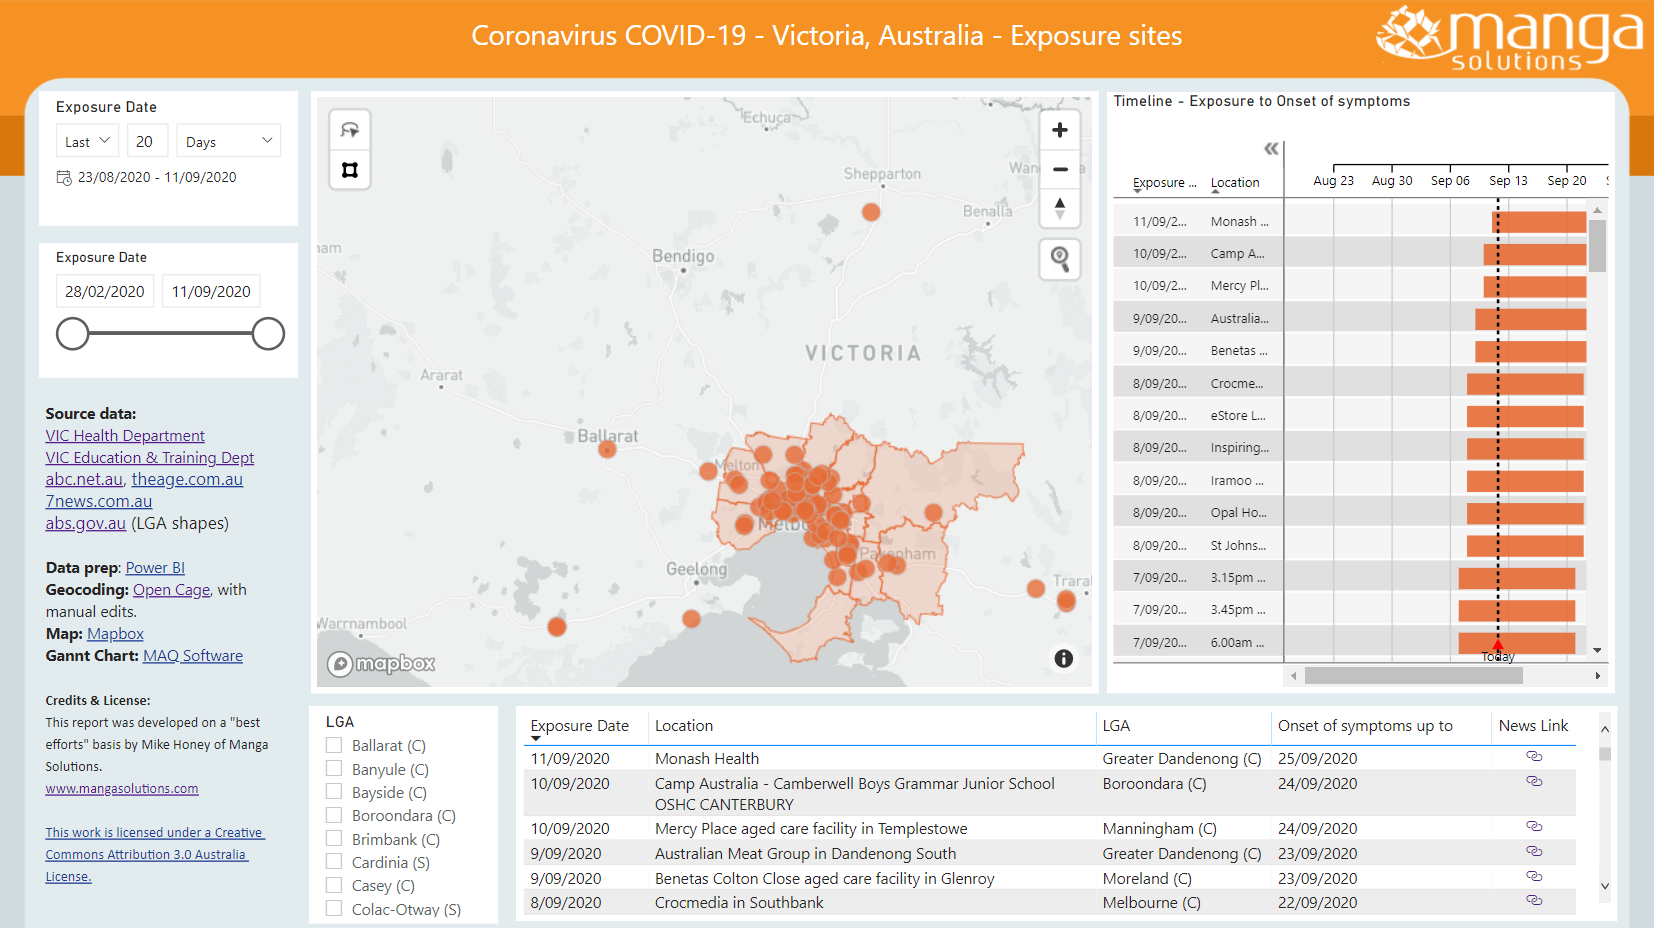 Coronavirus COVID-19 - Victoria, Australia - Exposure sites
manga
solutions
Exposure Date
Last
20
Days
23/08/2020 - 11/09/2020
Exposure Date
28/02/2020
11/09/2020
Source data:
VIC Health Department
VIC Education & Training Dept
abc.net.au, theage.com.au
7news.com.au
abs.gov.au (LGA shapes)
Data prep: Power BI
Geocoding: Open Cage, with
manual edits.
Map: Mapbox
Gannt Chart: MAQ Software
Credits & License:
This report was developed on a "best
efforts" basis by Mike Honey of Manga
Solutions.
www.mangasolutions.com
This work is licensed under a Creative
Commons Attribution 3.0 Australia
License.
Echuca
Shepparton
Benalla
Bendigo
VICTORIA
Ararat
Ballarat
Melton
Pakenham
Geelong
Warrnambool
mapbox
Timeline - Exposure to Onset of symptoms
Exposure ... Location
Aug 23 Aug 30 Sep 06 Sep 13 Sep 20
11/09/2... Monash ...
10/09/2... Camp A...
10/09/2... Mercy Pl...
9/09/20... Australia...
9/09/20... Benetas ...
8/09/20... Crocme...
8/09/20... eStore L...
8/09/20... Inspiring...
8/09/20... Iramoo ...
8/09/20... Opal Ho...
8/09/20... St Johns...
7/09/20... 3.15pm ...
7/09/20... 3.45pm ...
7/09/20... 6.00am ...
Today
LGA
Ballarat (C)
Banyule (C)
Bayside (C)
Boroondara (C)
Brimbank (C)
Cardinia (S)
Casey (C)
Colac-Otway (S)
Exposure Date Location LGA Onset of symptoms up to News Link
11/09/2020 Monash Health Greater Dandenong (C) 25/09/2020
10/09/2020 Camp Australia - Camberwell Boys Grammar Junior School Boroondara (C) 24/09/2020
OSHC CANTERBURY
10/09/2020 Mercy Place aged care facility in Templestowe Manningham (C) 24/09/2020
9/09/2020 Australian Meat Group in Dandenong South Greater Dandenong (C) 23/09/2020
9/09/2020 Benetas Colton Close aged care facility in Glenroy Moreland (C) 23/09/2020
8/09/2020 Crocmedia in Southbank Melbourne (C) 22/09/2020